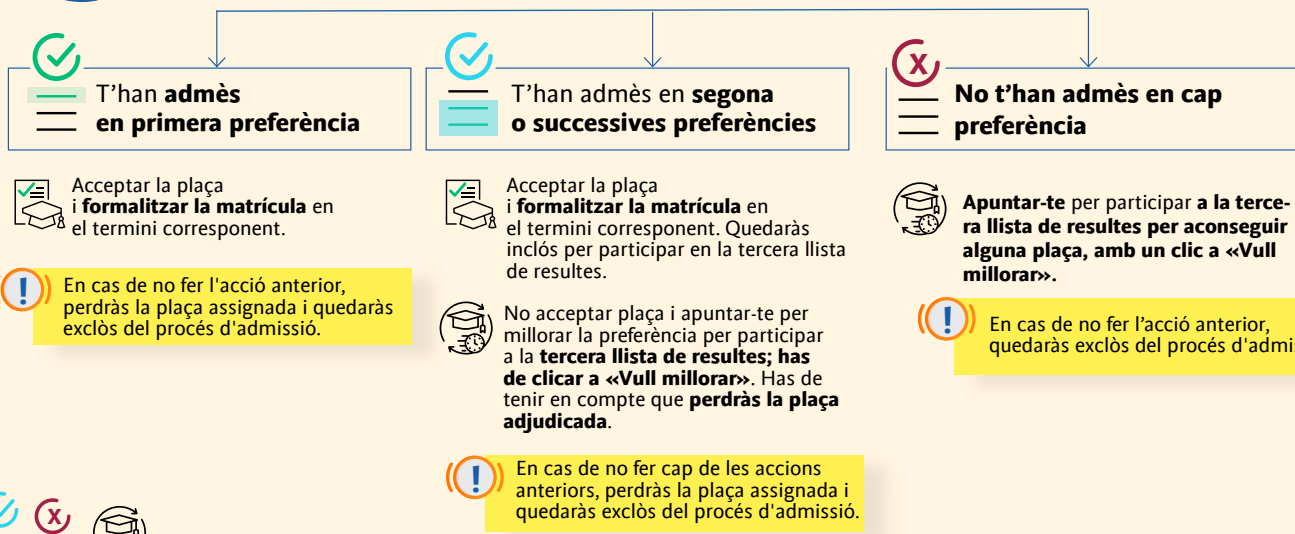 T'han admès
en primera preferència
Acceptar la plaça
i formalitzar la matrícula en
el termini corresponent.
En cas de no fer l'acció anterior,
perdràs la plaça assignada i quedaràs
exclòs del procés d'admissió.
T'han admès en segona
o successives preferències
Acceptar la plaça
i formalitzar la matrícula en
el termini corresponent. Quedaràs
inclós per participar en la tercera llista
de resultes.
No acceptar plaça i apuntar-te per
millorar la preferència per participar
a la tercera llista de resultes; has
de clicar a «Vull millorar». Has de
tenir en compte que perdràs la plaça
adjudicada.
En cas de no fer cap de les accions
anteriors, perdràs la plaça assignada i
quedaràs exclòs del procés d'admissió.
No t'han admès en cap
preferència
Apuntar-te per participar a la terce-
ra llista de resultes per aconseguir
alguna plaça, amb un clic a «Vull
millorar».
En cas de no fer l’acció anterior,
quedaràs exclòs del procés